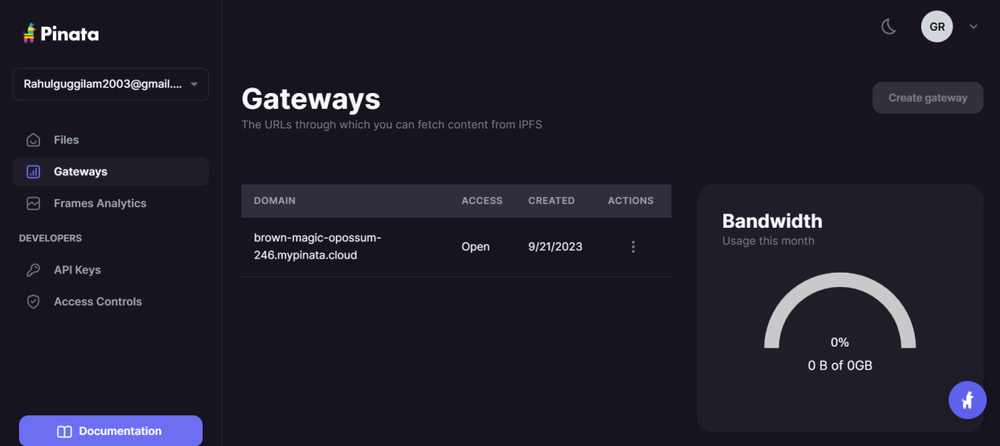 Pinata
GR
Rahulguggilam2003@gmail....
Files
Gateways
Frames Analytics
DEVELOPERS
API Keys
Access Controls
Documentation
Gateways
Create gateway
The URLs through which you can fetch content from IPFS
DOMAIN ACCESS CREATED ACTIONS
brown-magic-opossum-
246.mypinata.cloud
Open
9/21/2023
Bandwidth
Usage this month
0%
0 B of 0GB